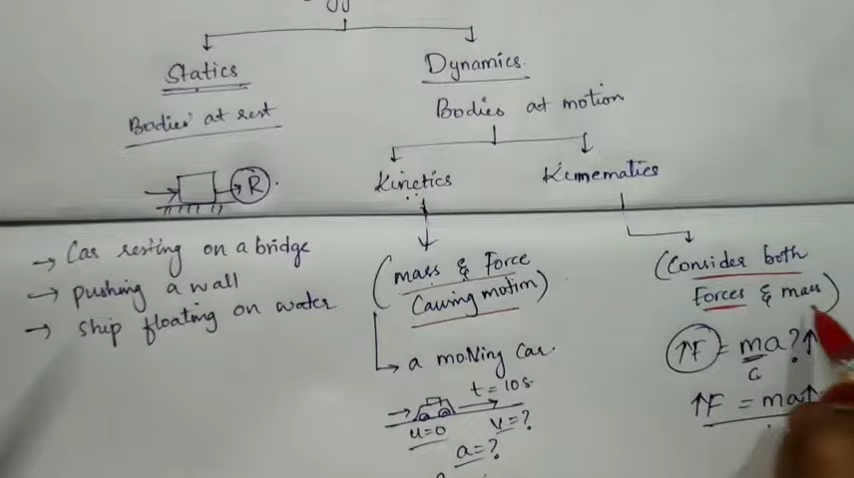 Statics
Dynamics.
Bodies at rest
Bodies at motion
R
Kinetics
Kinematics
→ Car resting on a bridge
→ pushing a wall
→ ship floating on water
(mass & Force
Causing motion)
→ a moving Car
t = 10s
u=0
v=?
a=?
(Consider both
Forces & mass)
↑F = ma?↑
G
↑F = ma↑